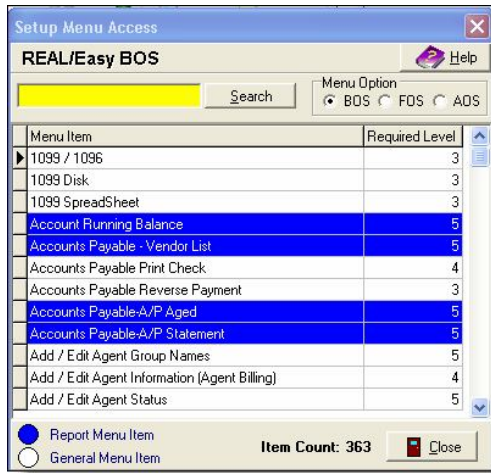 Setup Menu Access
REAL/Easy BOS
Help
Search
Menu Option
BOS FOS AOS
Menu Item Required Level
1099 / 1096 3
1099 Disk 3
1099 SpreadSheet 3
Account Running Balance 5
Accounts Payable - Vendor List 5
Accounts Payable Print Check 4
Accounts Payable Reverse Payment 3
Accounts Payable-A/P Aged 5
Accounts Payable-A/P Statement 5
Add / Edit Agent Group Names 5
Add / Edit Agent Information (Agent Billing) 4
Add / Edit Agent Status 5
Report Menu Item
General Menu Item
Item Count: 363
Close